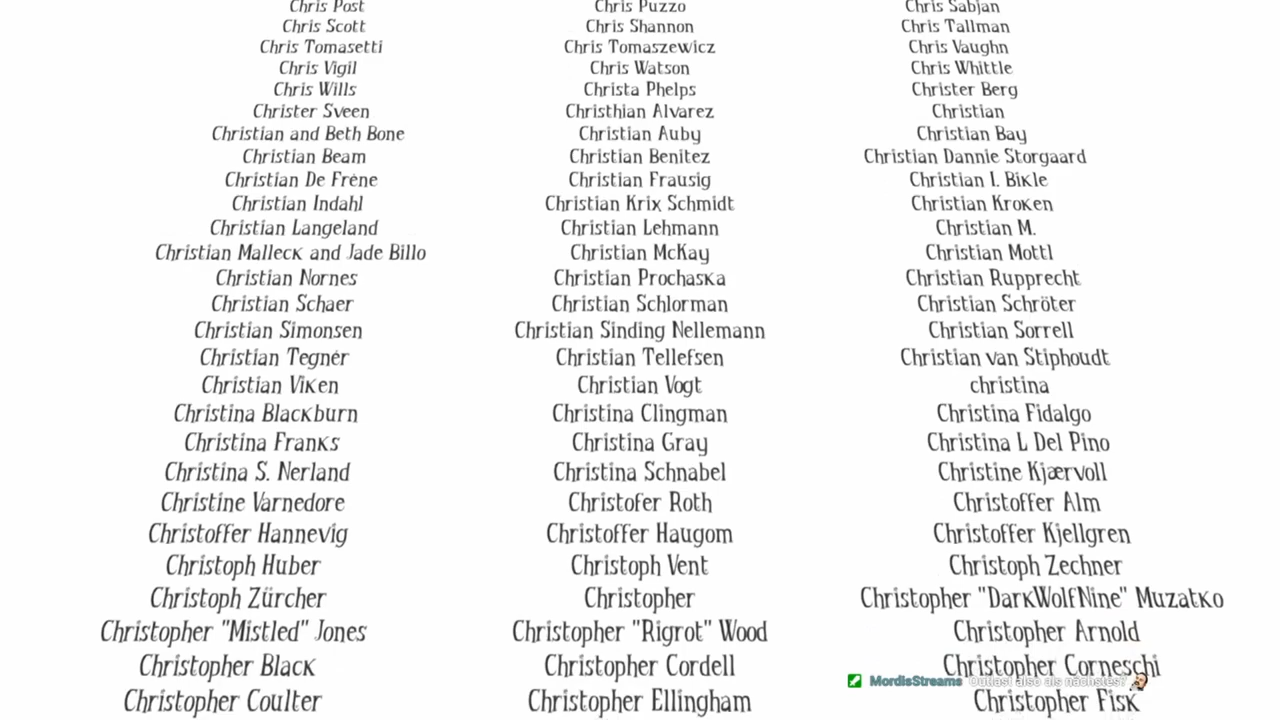 Chris Post Chris Puzzo Chris Sabjan
Chris Scott Chris Shannon Chris Tallman
Chris Tomasetti Chris Tomaszewicz Chris Vaughn
Chris Vigil Chris Watson Chris Whittle
Chris Wills Christa Phelps Christer Berg
Christer Sveen Christhian Alvarez Christian
Christian and Beth Bone Christian Auby Christian Bay
Christian Beam Christian Benitez Christian Dannie Storgaard
Christian De Frène Christian Frausig Christian I. Bikle
Christian Indahl Christian Krix Schmidt Christian Kroken
Christian Langeland Christian Lehmann Christian M.
Christian Malleck and Jade Billo Christian McKay Christian Mottl
Christian Nornes Christian Prochaska Christian Rupprecht
Christian Schaer Christian Schlorman Christian Schröter
Christian Simonsen Christian Sinding Nellemann Christian Sorrell
Christian Tegnér Christian Tellefsen Christian van Stiphoudt
Christian Viken Christian Vogt christina
Christina Blackburn Christina Clingman Christina Fidalgo
Christina Franks Christina Gray Christina L Del Pino
Christina S. Nerland Christina Schnabel Christine Kjærvoll
Christine Varnedore Christofer Roth Christoffer Alm
Christoffer Hannevig Christoffer Haugom Christoffer Kjellgren
Christoph Huber Christoph Vent Christoph Zechner
Christoph Zürcher Christopher Christopher "DarkWolfNine" Muzatko
Christopher "Mistled" Jones Christopher "Rigrot" Wood Christopher Arnold
Christopher Black Christopher Cordell Christopher Corneschi
MordisStreams Outlast also als nächstes?
Christopher Coulter Christopher Ellingham Christopher Fisk